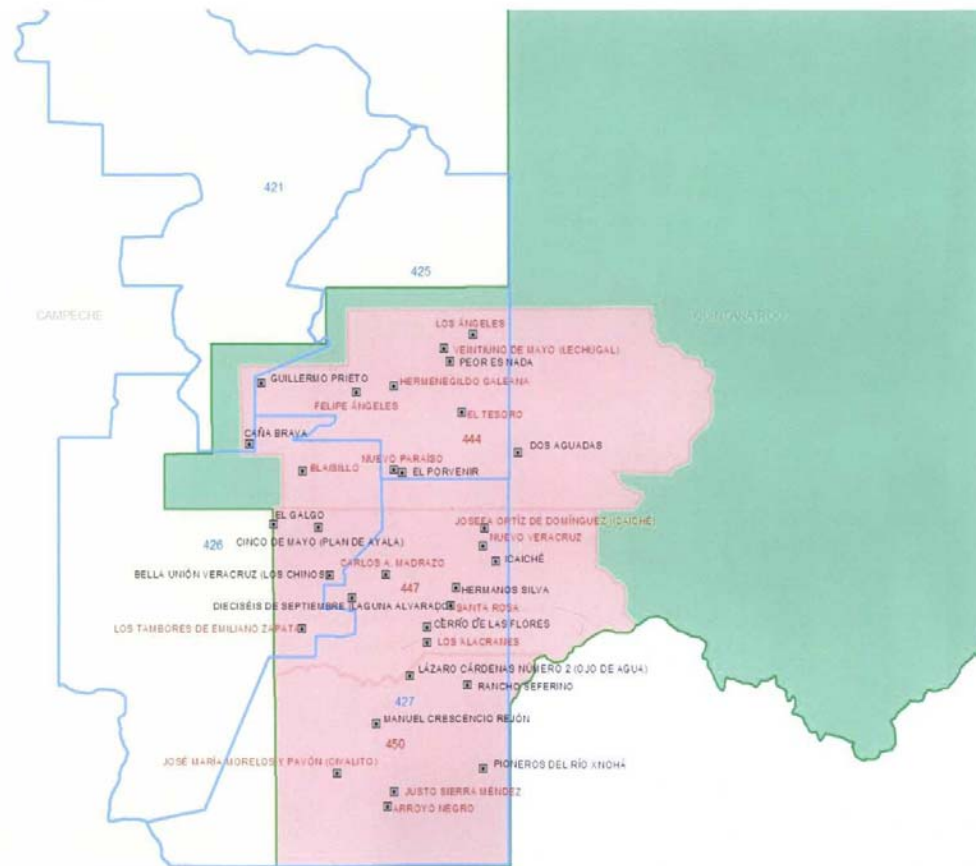 421
425
CAMPECHE
QUINTANA ROO
LOS ÁNGELES
VEINTIUNO DE MAYO (LECHUGAL)
PEOR ES NADA
GUILLERMO PRIETO
HERMENEGILDO GALEANA
FELIPE ÁNGELES
EL TESORO
CAÑA BRAVA
444
DOS AGUADAS
NUEVO PARAÍSO
BLAISILLO
EL PORVENIR
EL GALGO
JOSEFA ORTÍZ DE DOMÍNGUEZ (ICAICHÉ)
CINCO DE MAYO (PLAN DE AYALA)
NUEVO VERACRUZ
426
ICAICHÉ
CARLOS A. MADRAZO
BELLA UNIÓN VERACRUZ (LOS CHINOS
447
HERMANOS SILVA
DIECISÉIS DE SEPTIEMBRE (LAGUNA ALVARADO)
SANTA ROSA
CERRO DE LAS FLORES
LOS TAMBORES DE EMILIANO ZAPATA
LOS ALACRANES
LÁZARO CÁRDENAS NÚMERO 2 (OJO DE AGUA)
RANCHO SEFERINO
427
MANUEL CRESCENCIO REJÓN
450
JOSÉ MARÍA MORELOS Y PAVÓN (CIVALITO)
PIONEROS DEL RÍO XNOHÁ
JUSTO SIERRA MÉNDEZ
ARROYO NEGRO